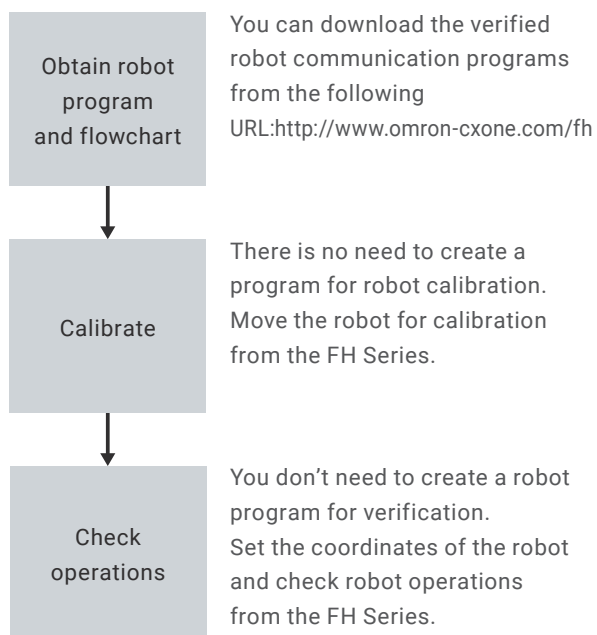 Obtain robot
program
and flowchart
You can download the verified
robot communication programs
from the following
URL:http://www.omron-cxone.com/fh
Calibrate
There is no need to create a
program for robot calibration.
Move the robot for calibration
from the FH Series.
Check
operations
You don’t need to create a robot
program for verification.
Set the coordinates of the robot
and check robot operations
from the FH Series.